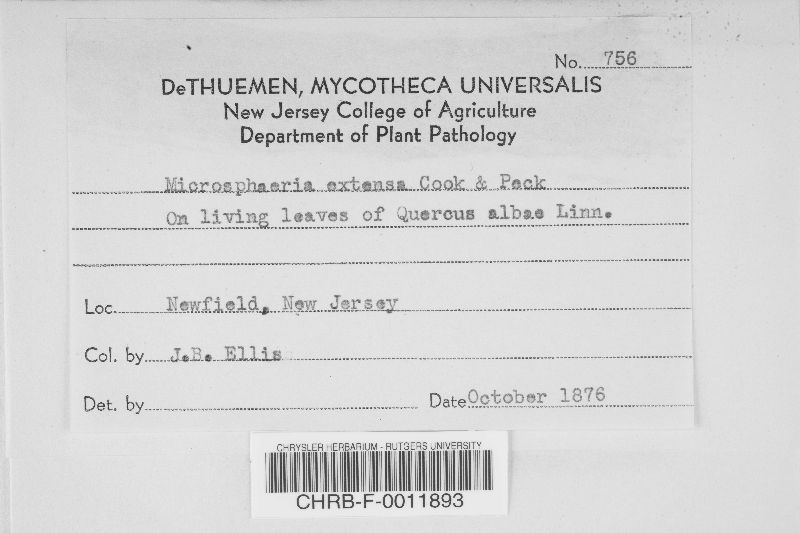 No. 756
DeTHUEMEN, MYCOTHECA UNIVERSALIS
New Jersey College of Agriculture
Department of Plant Pathology
Microsphaeria extensa Cook & Peck
On living leaves of Quercus albae Linn.
Loc. Newfield, New Jersey
Col. by J.B. Ellis
Det. by
Date October 1876
CHRYSLER HERBARIUM - RUTGERS UNIVERSITY
CHRB-F-0011893